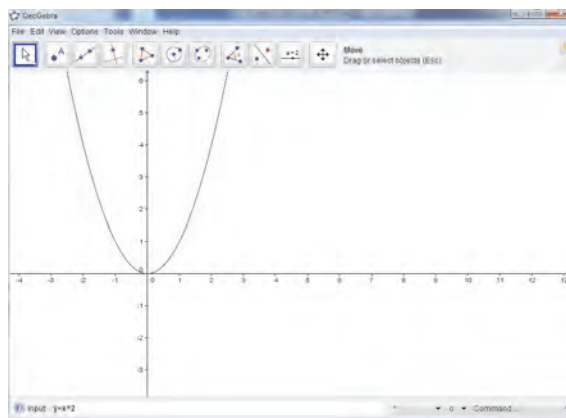 GeoGebra
File Edit View Options Tools Window Help
A
a=2
Move
Drag or select objects (Esc)
6
5
4
3
2
1
0
-4 -3 -2 -1 0 1 2 3 4 5 6 7 8 9 10 11 12 13
-1
-2
-3
Input: y=x^2
α
Command...